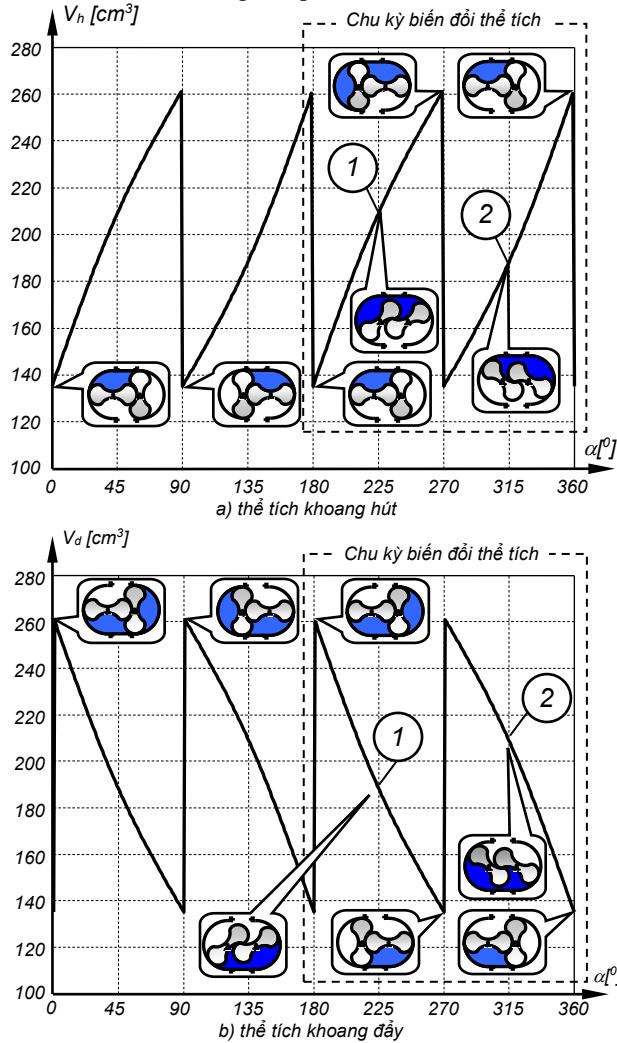 V_h [cm³]
Chu kỳ biến đổi thể tích
280
260
240
220
200
180
160
140
120
100
1
2
0 45 90 135 180 225 270 315 360
α[⁰]
a) thể tích khoang hút
V_d [cm³]
Chu kỳ biến đổi thể tích
280
260
240
220
200
180
160
140
120
100
1
2
0 45 90 135 180 225 270 315 360
α[⁰]
b) thể tích khoang đẩy